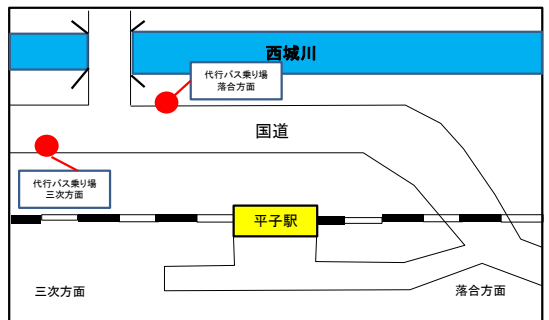 西城川
代行バス乗り場
落合方面
国道
代行バス乗り場
三次方面
平子駅
三次方面
落合方面